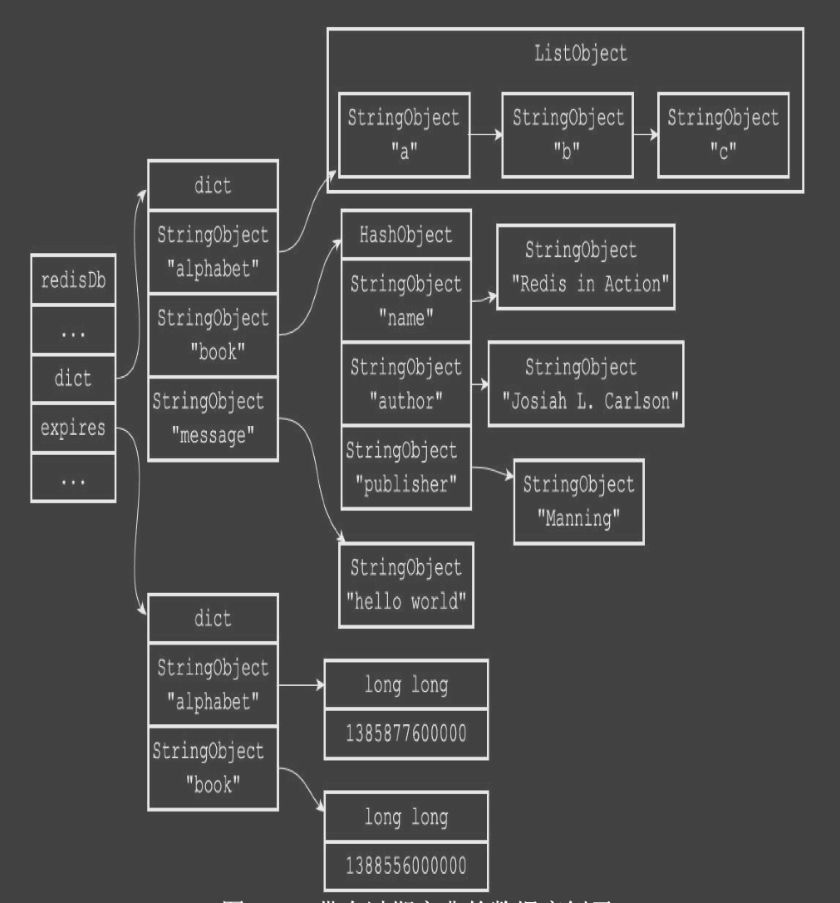 ListObject
StringObject
"a"
StringObject
"b"
StringObject
"c"
dict
StringObject
"alphabet"
StringObject
"book"
StringObject
"message"
redisDb
...
dict
expires
...
HashObject
StringObject
"name"
StringObject
"author"
StringObject
"publisher"
StringObject
"Redis in Action"
StringObject
"Josiah L. Carlson"
StringObject
"Manning"
StringObject
"hello world"
dict
StringObject
"alphabet"
StringObject
"book"
long long
1385877600000
long long
1388556000000